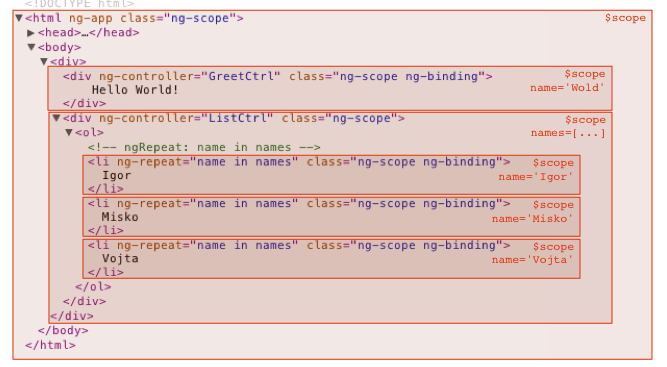 <!DOCTYPE html>
▼<html ng-app class="ng-scope"> $scope
▶<head>…</head>
▼<body>
▼<div>
<div ng-controller="GreetCtrl" class="ng-scope ng-binding"> $scope
Hello World! name='Wold'
</div>
▼<div ng-controller="ListCtrl" class="ng-scope"> $scope
▼<ol> names=[...]
<!-- ngRepeat: name in names -->
<li ng-repeat="name in names" class="ng-scope ng-binding"> $scope
Igor name='Igor'
</li>
<li ng-repeat="name in names" class="ng-scope ng-binding"> $scope
Misko name='Misko'
</li>
<li ng-repeat="name in names" class="ng-scope ng-binding"> $scope
Vojta name='Vojta'
</li>
</ol>
</div>
</div>
</body>
</html>